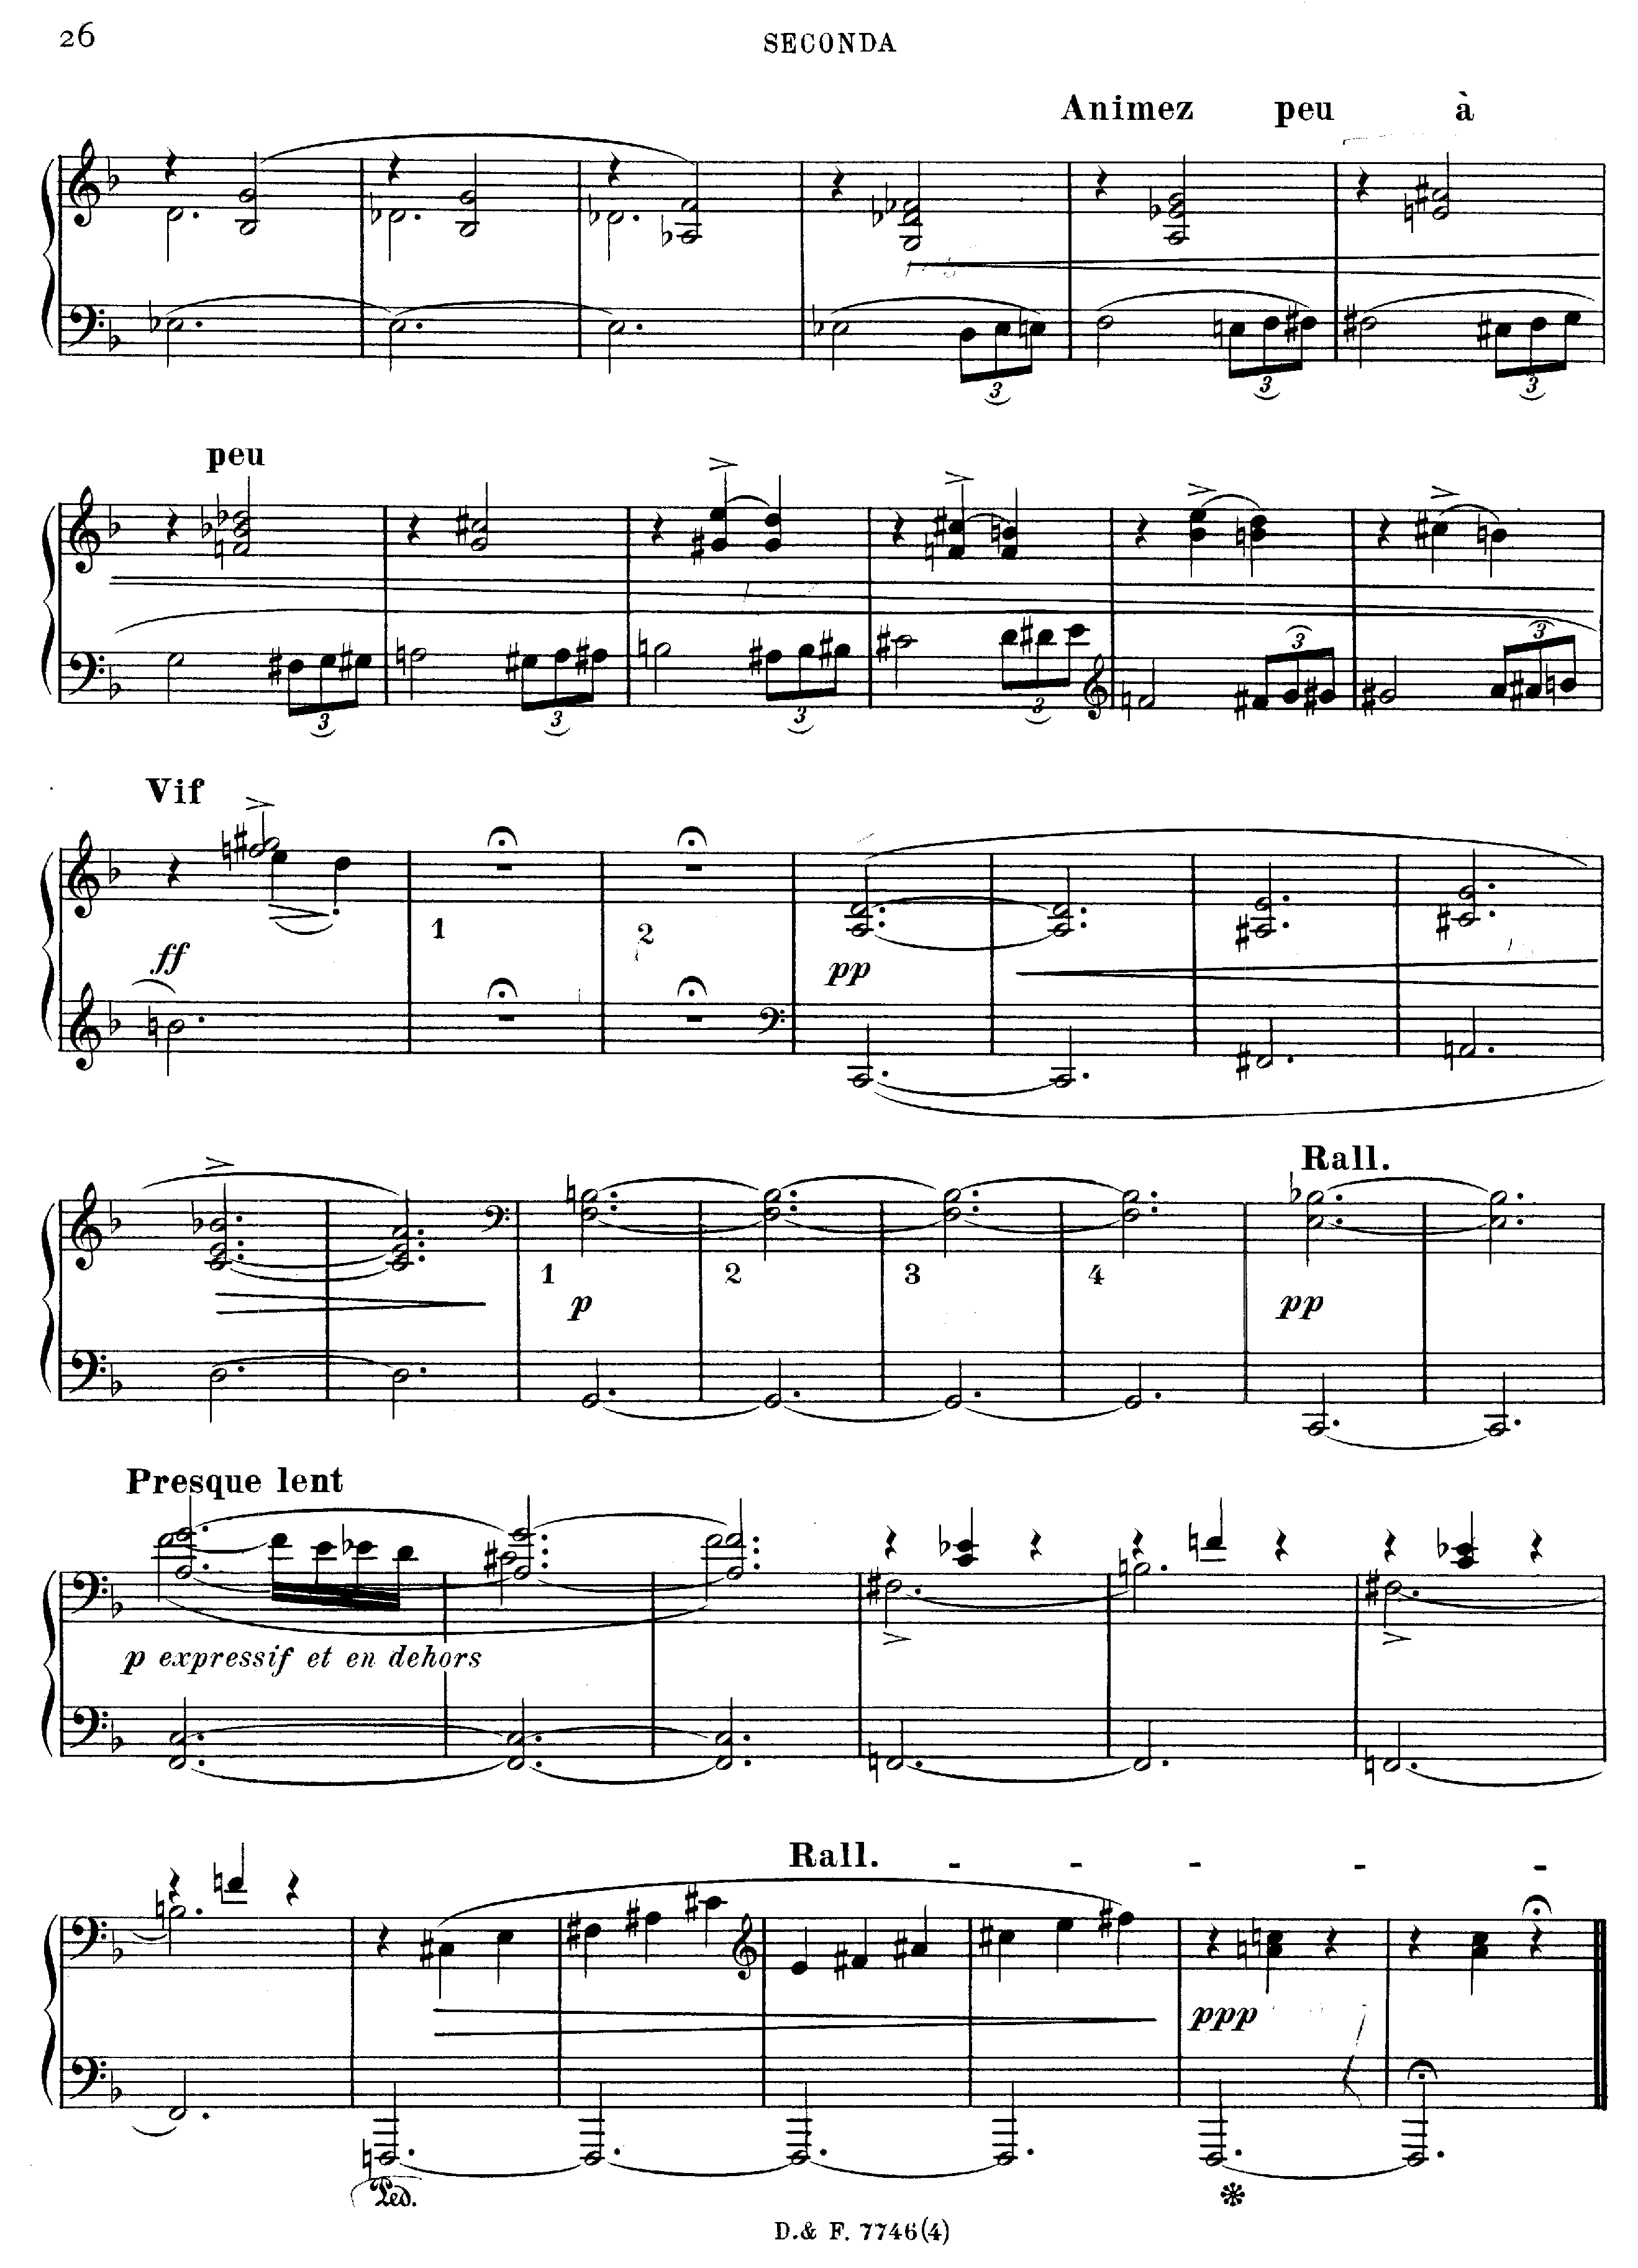 26
SECONDA
Animez peu à
3 3 3
peu
3 3 3 3 3 3
Vif
ff 1 2 pp
Rall.
1 p 2 3 4 pp
Presque lent
p expressif et en dehors
Rall. - - - - -
ppp
Ped.
D. & F. 7746(4)